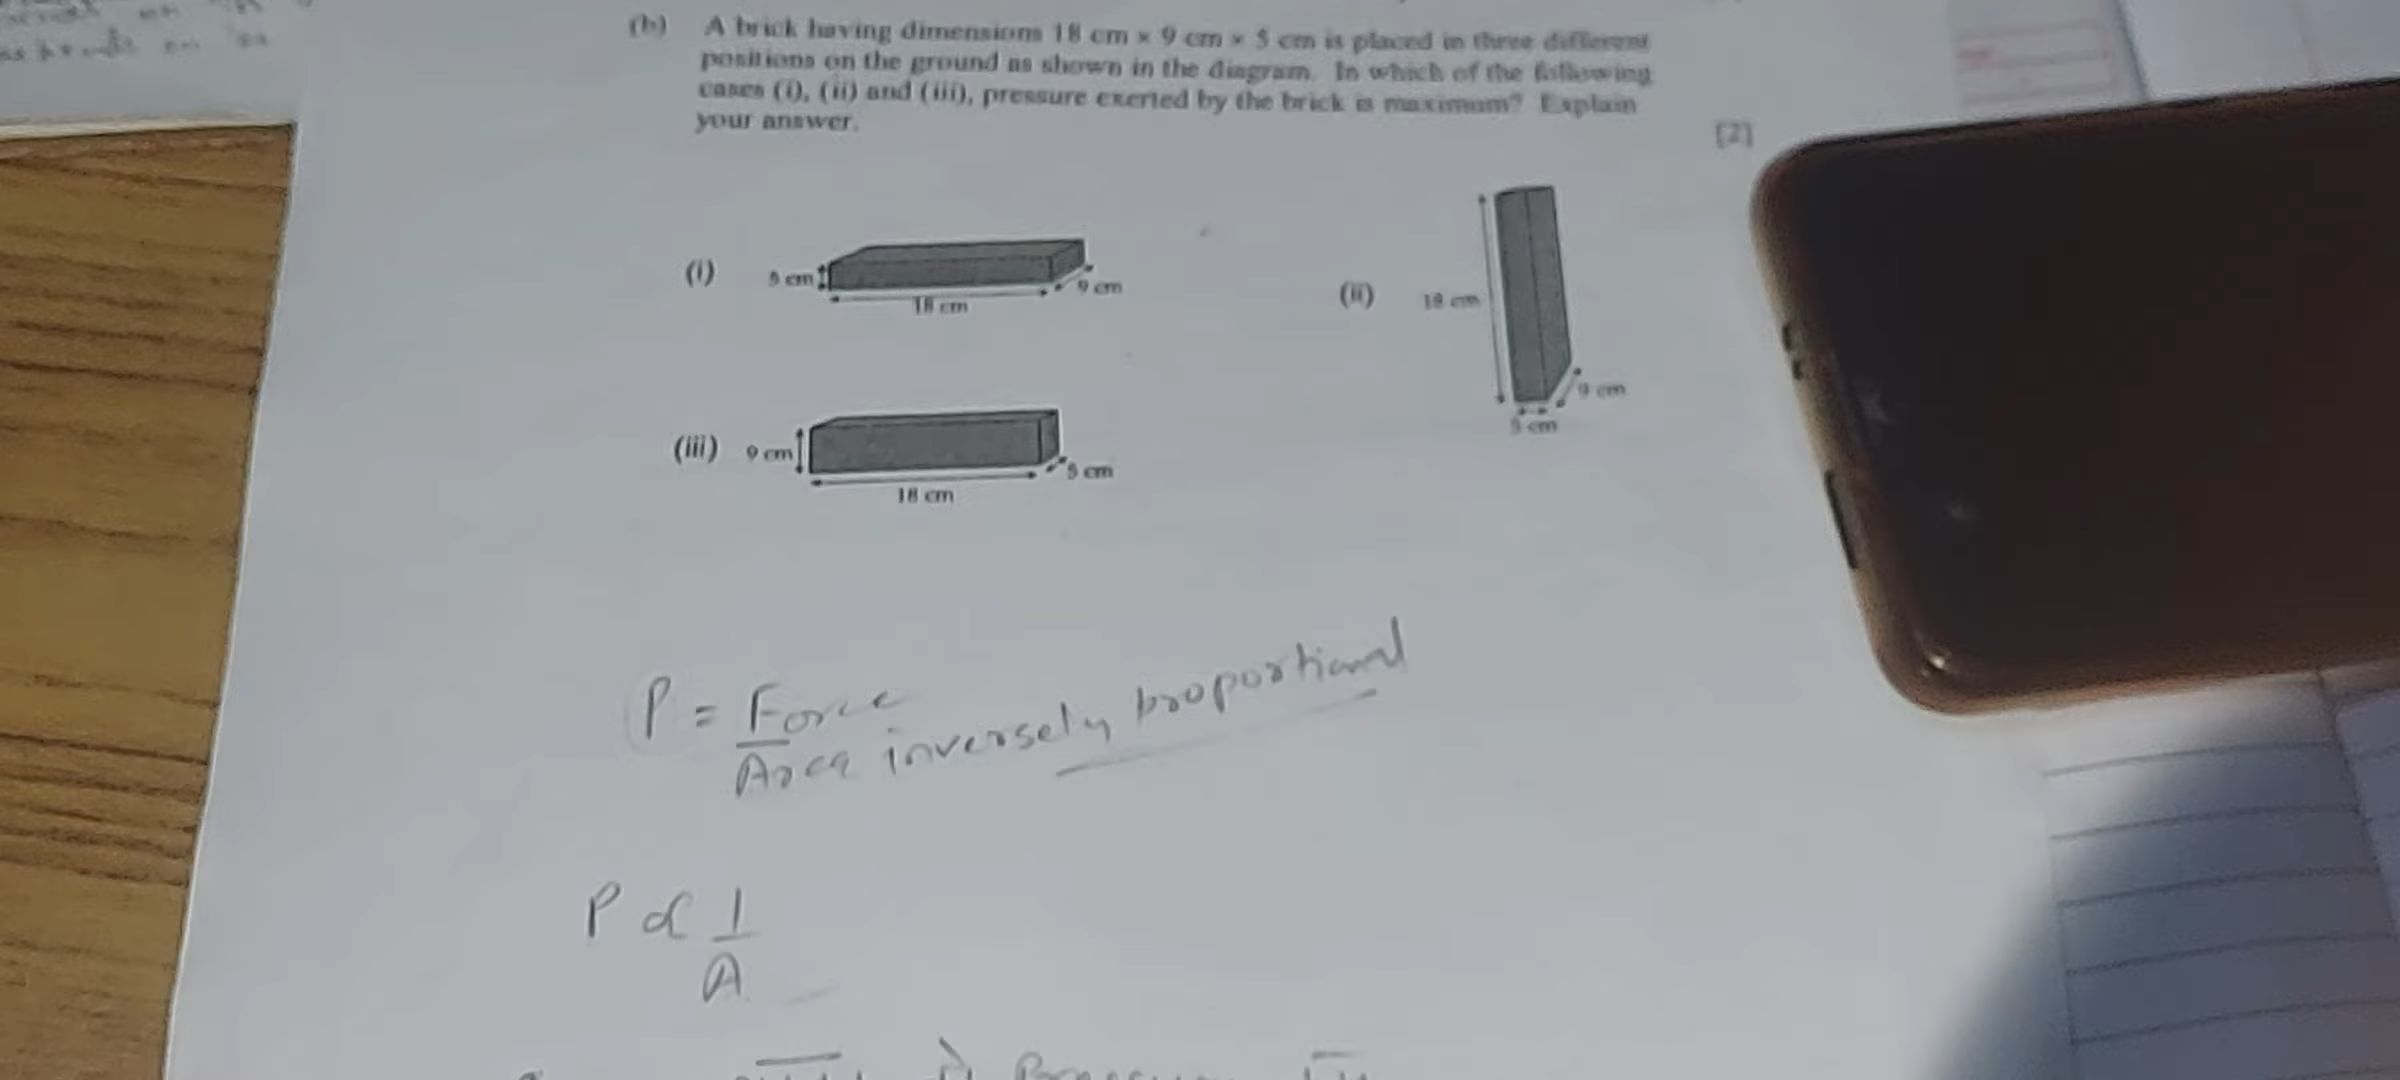 (b) A brick having dimensions 18 cm × 9 cm × 5 cm is placed in three different
positions on the ground as shown in the diagram. In which of the following
cases (i), (ii) and (iii), pressure exerted by the brick is maximum? Explain
your answer.
[2]
(i) 5 cm 18 cm 9 cm
(ii) 18 cm 9 cm 5 cm
(iii) 9 cm 18 cm 5 cm
P = Force
Area inversely proportional
P ∝ 1
A